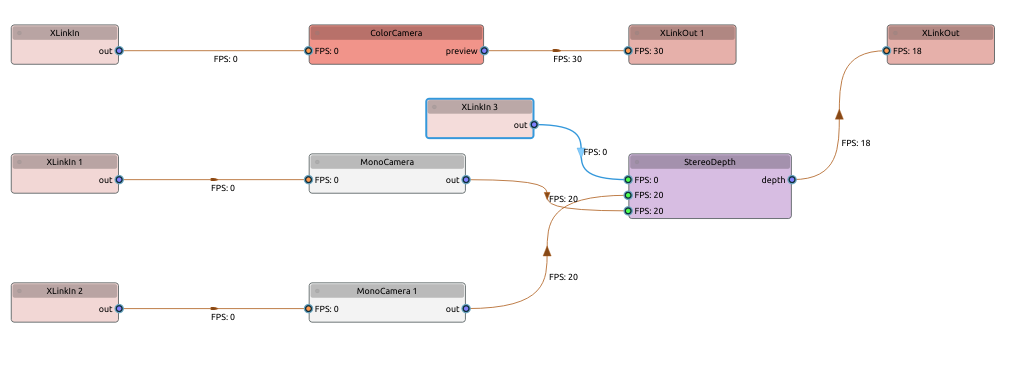 XLinkIn
out
FPS: 0
ColorCamera
FPS: 0
preview
FPS: 30
XLinkOut 1
FPS: 30
XLinkOut
FPS: 18
XLinkIn 3
out
FPS: 0
XLinkIn 1
out
FPS: 0
MonoCamera
FPS: 0
out
FPS: 20
StereoDepth
FPS: 0
depth
FPS: 20
FPS: 20
FPS: 18
XLinkIn 2
out
FPS: 0
MonoCamera 1
FPS: 0
out
FPS: 20